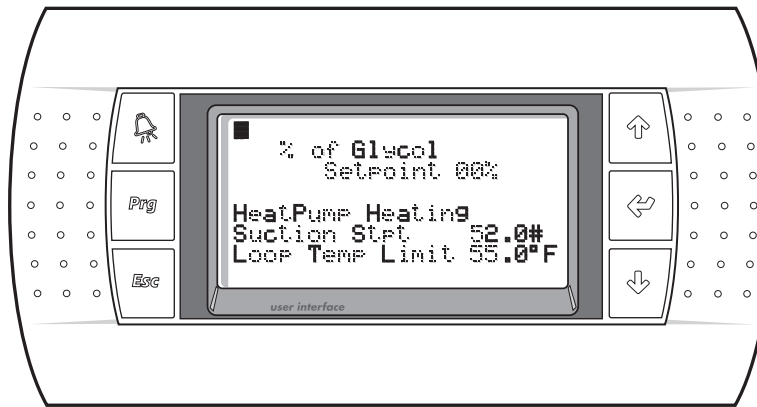 % of Glycol
Setpoint 00%
HeatPump Heating
Suction Stpt 52.0#
Loop Temp Limit 55.0°F
Prg
Esc
user interface